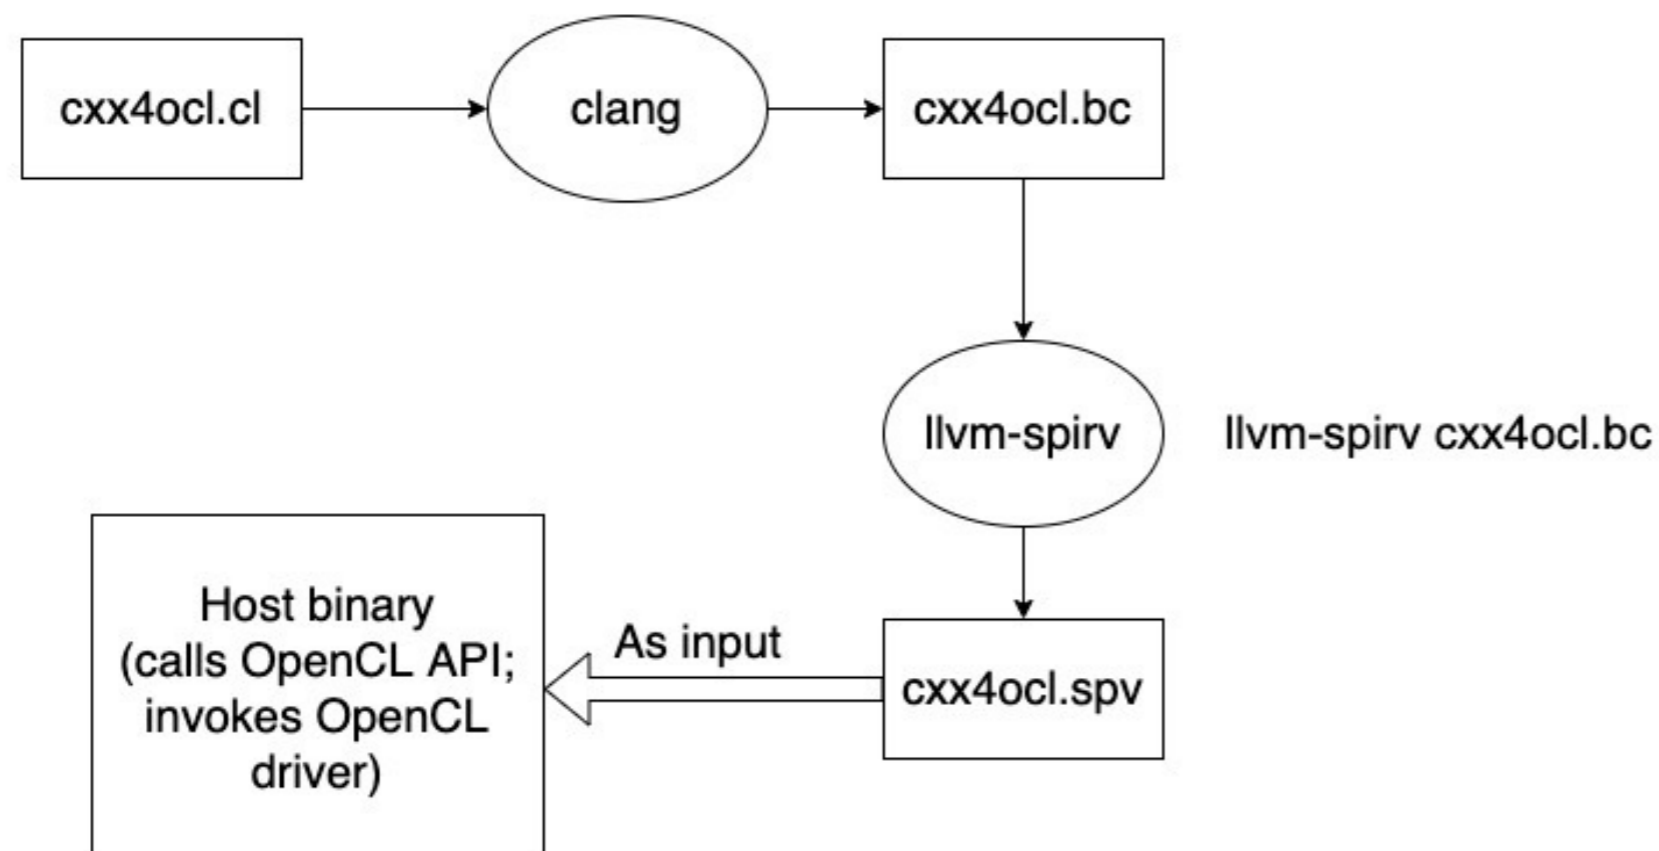 cxx4ocl.cl
clang
cxx4ocl.bc
llvm-spirv
llvm-spirv cxx4ocl.bc
Host binary
(calls OpenCL API;
invokes OpenCL
driver)
As input
cxx4ocl.spv